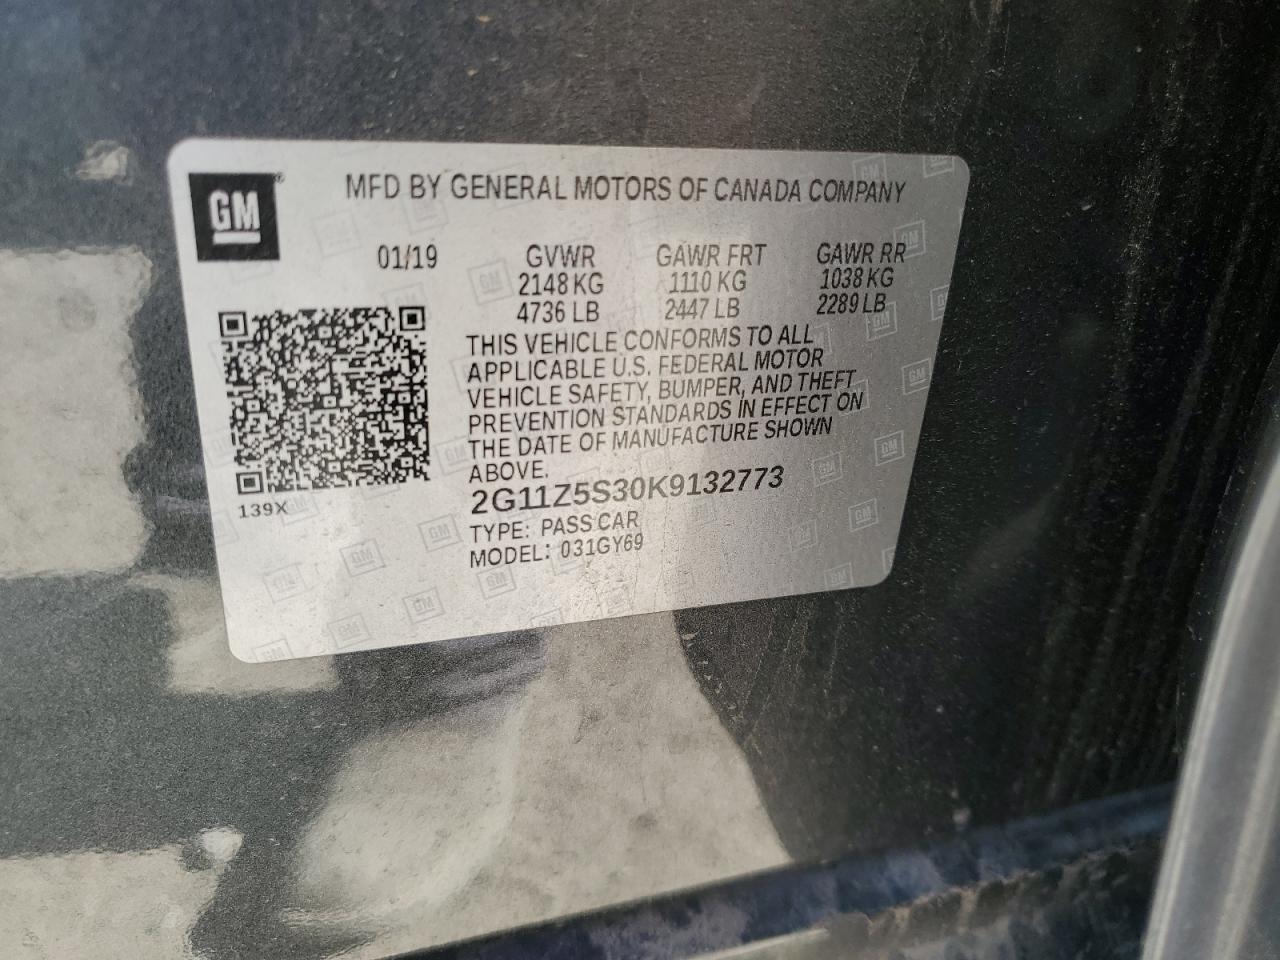 GM
MFD BY GENERAL MOTORS OF CANADA COMPANY
01/19 GVWR GAWR FRT GAWR RR
2148 KG 1110 KG 1038 KG
4736 LB 2447 LB 2289 LB
THIS VEHICLE CONFORMS TO ALL
APPLICABLE U.S. FEDERAL MOTOR
VEHICLE SAFETY, BUMPER, AND THEFT
PREVENTION STANDARDS IN EFFECT ON
THE DATE OF MANUFACTURE SHOWN
ABOVE.
139X
2G11Z5S30K9132773
TYPE: PASS CAR
MODEL: 031GY69